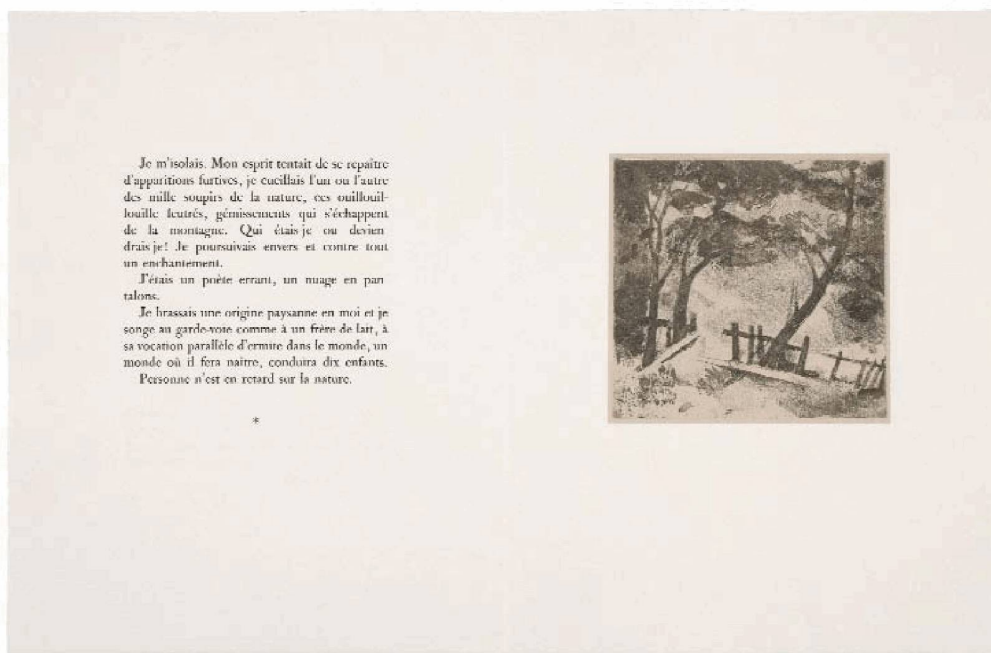 Je m'isolais. Mon esprit tentait de se repaître
d'apparitions furtives, je cueillais l'un ou l'autre
des mille soupirs de la nature, ces ouillouil-
louille feutrés, gémissements qui s'échappent
de la montagne. Qui étais-je ou devien-
drais-je! Je poursuivais envers et contre tout
un enchantement.
J'étais un poète errant, un nuage en pan-
talons.
Je brassais une origine paysanne en moi et je
songe au garde-voie comme à un frère de lait, à
sa vocation parallèle d'ermite dans le monde, un
monde où il fera naître, conduira dix enfants.
Personne n'est en retard sur la nature.
*